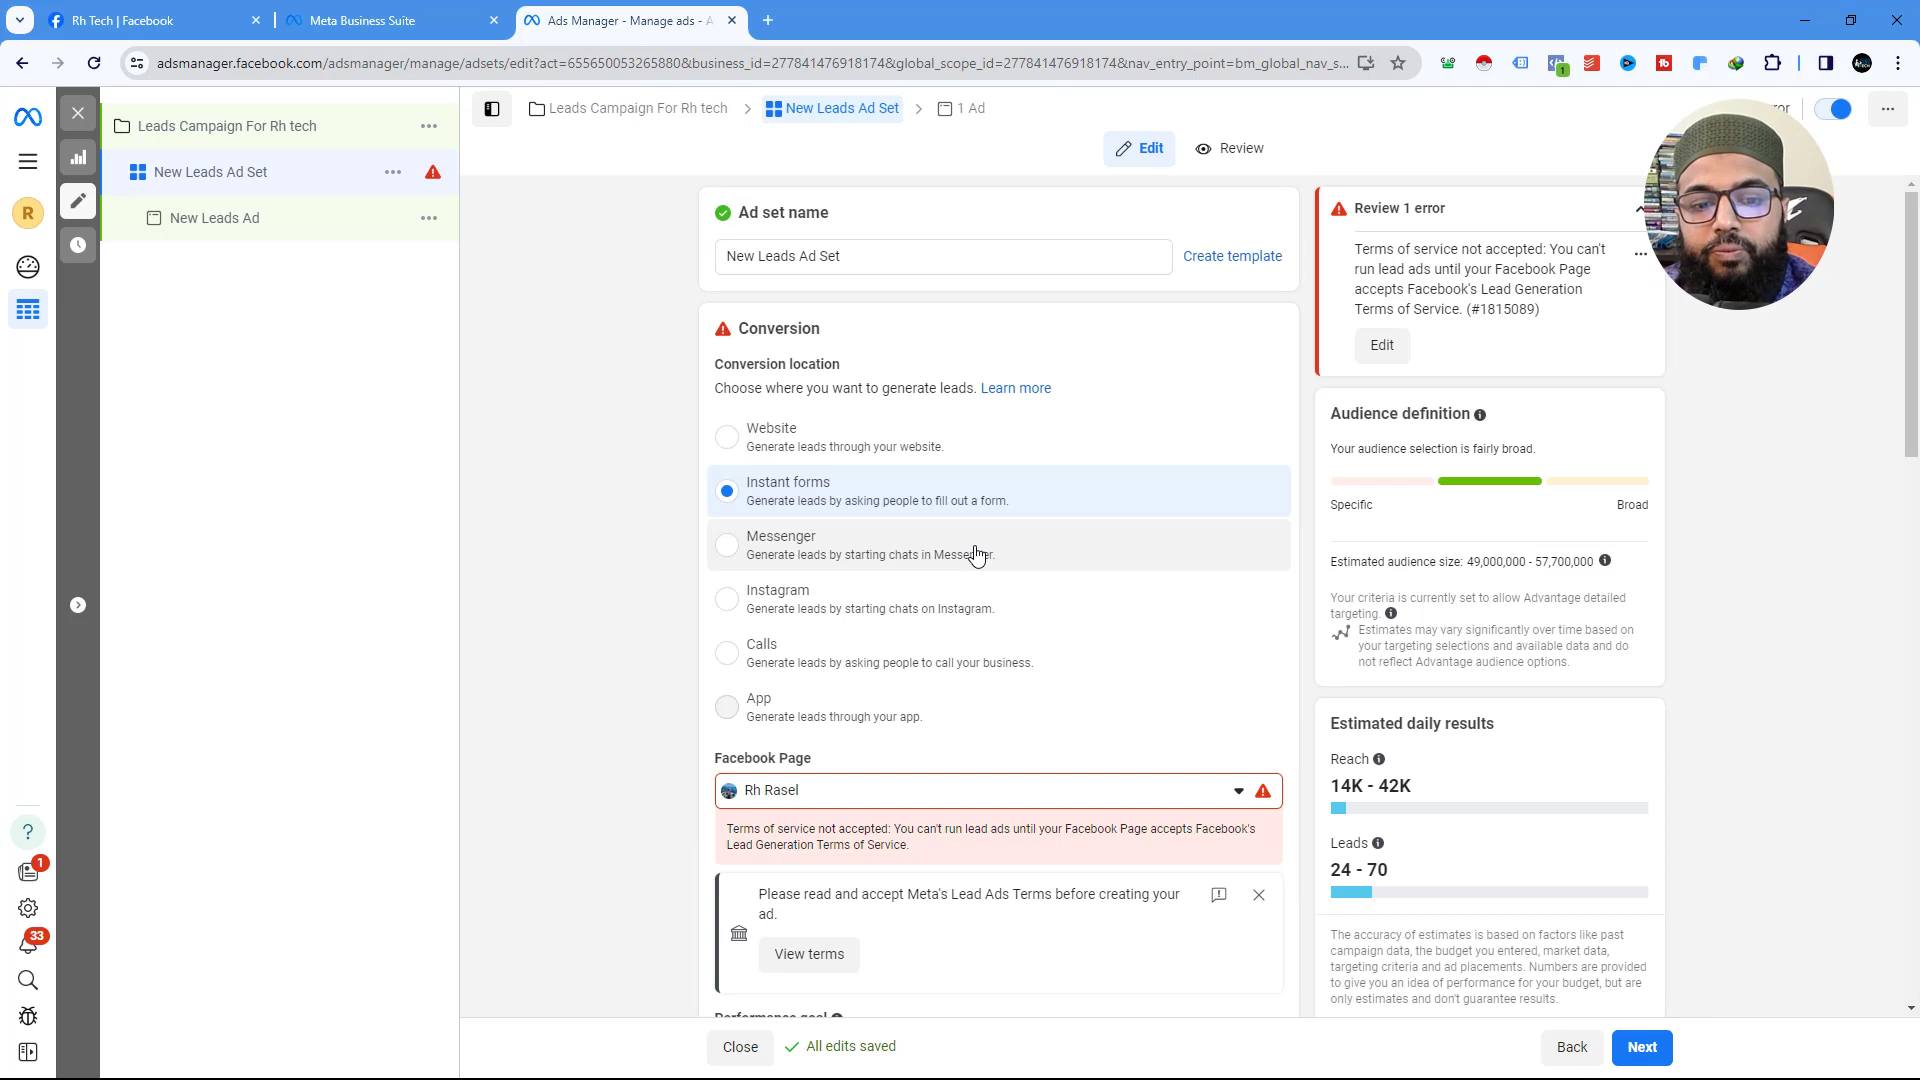 Rh Tech | Facebook
Meta Business Suite
Ads Manager - Manage ads - A
adsmanager.facebook.com/adsmanager/manage/adsets/edit?act=655650053265880&business_id=277841476918174&global_scope_id=277841476918174&nav_entry_point=bm_global_nav_s...
1
Leads Campaign For Rh tech
New Leads Ad Set
1 Ad
Edit
Review
R
Leads Campaign For Rh tech
New Leads Ad Set
New Leads Ad
Ad set name
New Leads Ad Set
Create template
Conversion
Conversion location
Choose where you want to generate leads. Learn more
Website
Generate leads through your website.
Instant forms
Generate leads by asking people to fill out a form.
Messenger
Generate leads by starting chats in Messenger.
Instagram
Generate leads by starting chats on Instagram.
Calls
Generate leads by asking people to call your business.
App
Generate leads through your app.
Facebook Page
Rh Rasel
Terms of service not accepted: You can't run lead ads until your Facebook Page accepts Facebook's
Lead Generation Terms of Service.
Please read and accept Meta's Lead Ads Terms before creating your
ad.
View terms
Performance goal
Close
All edits saved
Back
Next
Review 1 error
Terms of service not accepted: You can't
run lead ads until your Facebook Page
accepts Facebook's Lead Generation
Terms of Service. (#1815089)
Edit
Audience definition
Your audience selection is fairly broad.
Specific
Broad
Estimated audience size: 49,000,000 - 57,700,000
Your criteria is currently set to allow Advantage detailed
targeting.
Estimates may vary significantly over time based on
your targeting selections and available data and do
not reflect Advantage audience options.
Estimated daily results
Reach
14K - 42K
Leads
24 - 70
The accuracy of estimates is based on factors like past
campaign data, the budget you entered, market data,
targeting criteria and ad placements. Numbers are provided
to give you an idea of performance for your budget, but are
only estimates and don't guarantee results.
?
1
33